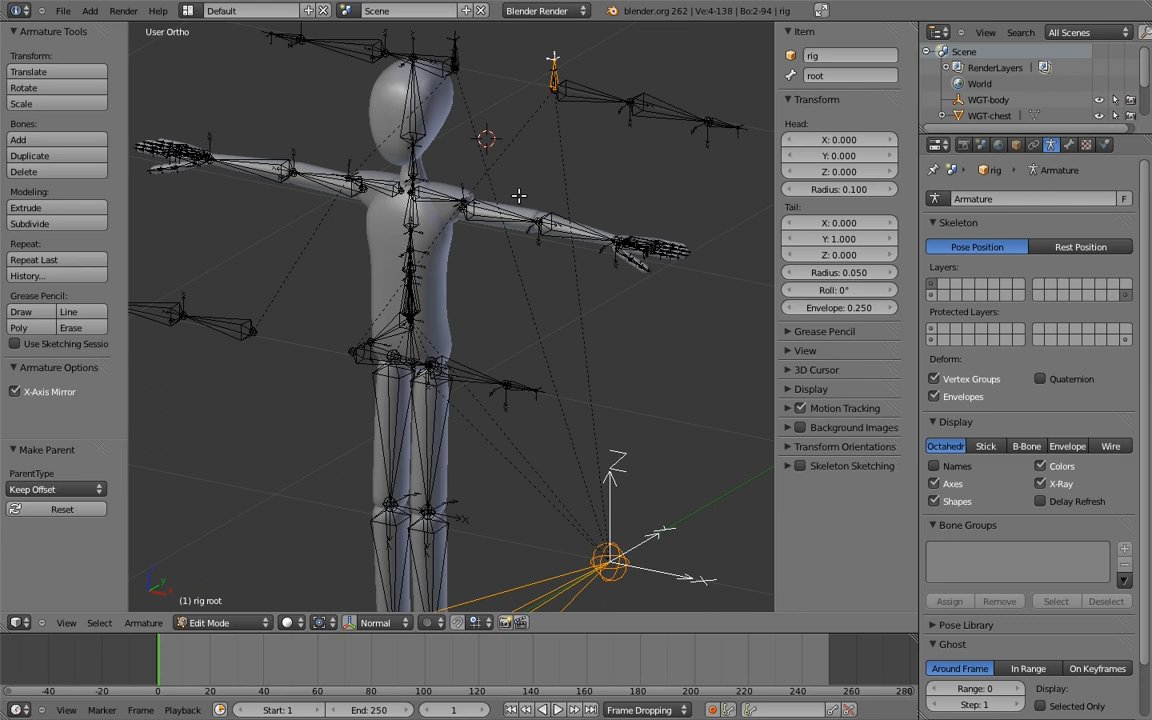 File Add Render Help Default Scene Blender Render blender.org 262 | Ve:4-138 | Bo:2-94 | rig
Armature Tools
Transform:
Translate
Rotate
Scale
Bones:
Add
Duplicate
Delete
Modeling:
Extrude
Subdivide
Repeat:
Repeat Last
History...
Grease Pencil:
Draw Line
Poly Erase
Use Sketching Sessio
Armature Options
X-Axis Mirror
Make Parent
ParentType
Keep Offset
Reset
User Ortho
Z
X
X
(1) rig root
z
y
x
View Select Armature Edit Mode Normal
Item
rig
root
Transform
Head:
X: 0.000
Y: 0.000
Z: 0.000
Radius: 0.100
Tail:
X: 0.000
Y: 1.000
Z: 0.000
Radius: 0.050
Roll: 0°
Envelope: 0.250
Grease Pencil
View
3D Cursor
Display
Motion Tracking
Background Images
Transform Orientations
Skeleton Sketching
View Search All Scenes
Scene
RenderLayers
World
WGT-body
WGT-chest
rig Armature
Armature F
Skeleton
Pose Position Rest Position
Layers:
Protected Layers:
Deform:
Vertex Groups Quaternion
Envelopes
Display
Octahedr Stick B-Bone Envelope Wire
Names Colors
Axes X-Ray
Shapes Delay Refresh
Bone Groups
Assign Remove Select Deselect
Pose Library
Ghost
Around Frame In Range On Keyframes
Range: 0 Display:
Step: 1 Selected Only
-40 -20 0 20 40 60 80 100 120 140 160 180 200 220 240 260 280
View Marker Frame Playback Start: 1 End: 250 1 Frame Dropping